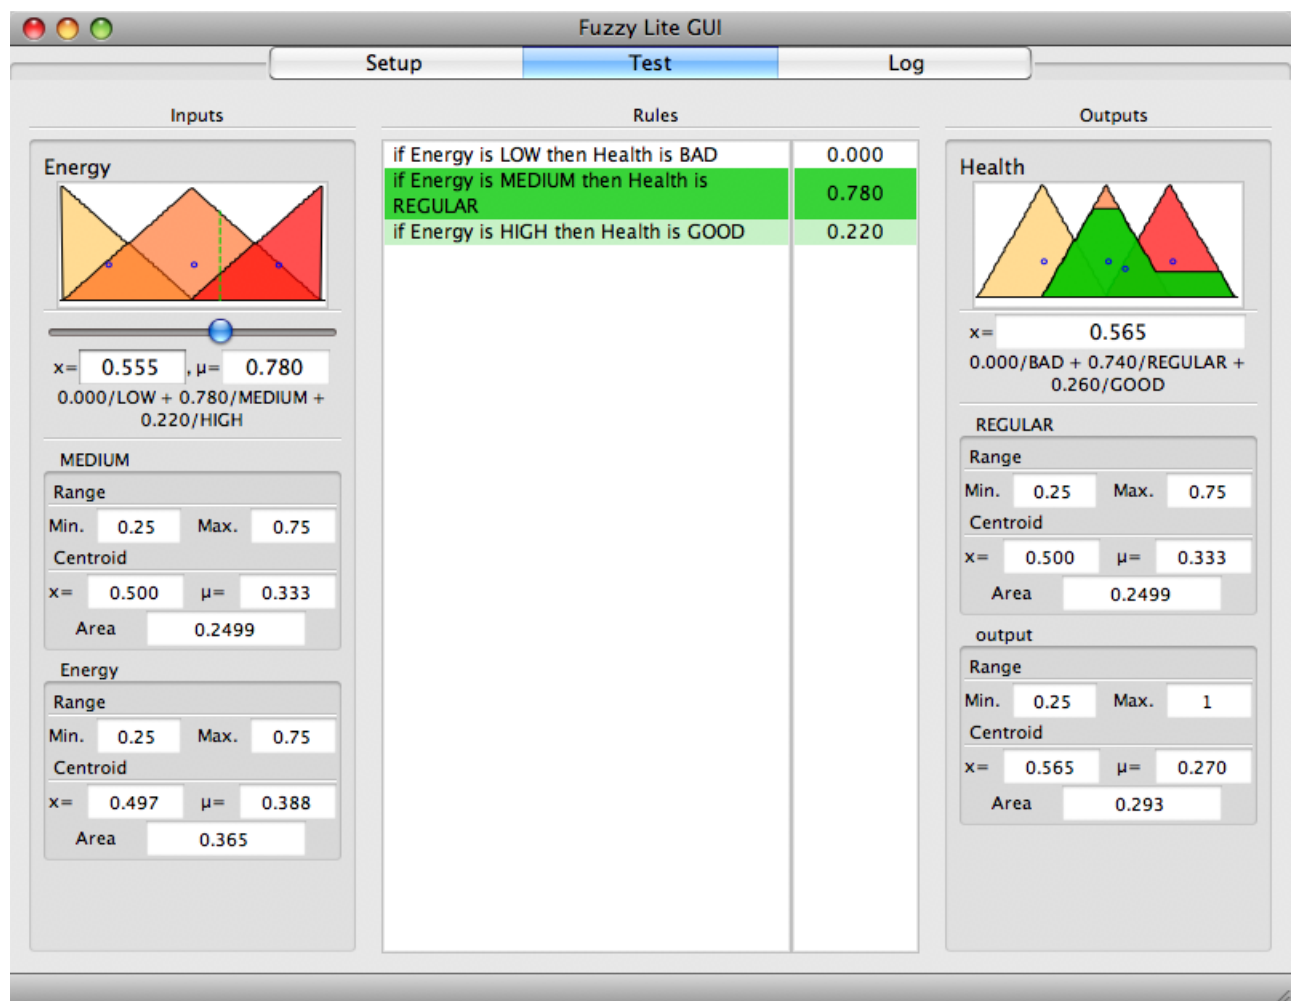 Fuzzy Lite GUI
Setup
Test
Log
Inputs
Energy
x= 0.555 , μ= 0.780
0.000/LOW + 0.780/MEDIUM +
0.220/HIGH
MEDIUM
Range
Min. 0.25 Max. 0.75
Centroid
x= 0.500 μ= 0.333
Area 0.2499
Energy
Range
Min. 0.25 Max. 0.75
Centroid
x= 0.497 μ= 0.388
Area 0.365
Rules
if Energy is LOW then Health is BAD 0.000
if Energy is MEDIUM then Health is
REGULAR 0.780
if Energy is HIGH then Health is GOOD 0.220
Outputs
Health
x= 0.565
0.000/BAD + 0.740/REGULAR +
0.260/GOOD
REGULAR
Range
Min. 0.25 Max. 0.75
Centroid
x= 0.500 μ= 0.333
Area 0.2499
output
Range
Min. 0.25 Max. 1
Centroid
x= 0.565 μ= 0.270
Area 0.293